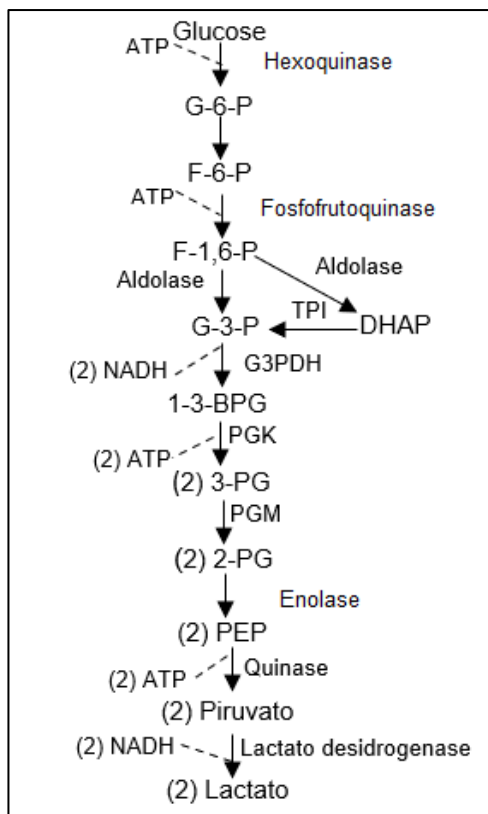 Glucose
ATP
Hexoquinase
G-6-P
F-6-P
ATP
Fosfofrutoquinase
F-1,6-P
Aldolase
Aldolase
TPI
G-3-P
DHAP
(2) NADH
G3PDH
1-3-BPG
(2) ATP
PGK
(2) 3-PG
PGM
(2) 2-PG
Enolase
(2) PEP
(2) ATP
Quinase
(2) Piruvato
(2) NADH
Lactato desidrogenase
(2) Lactato